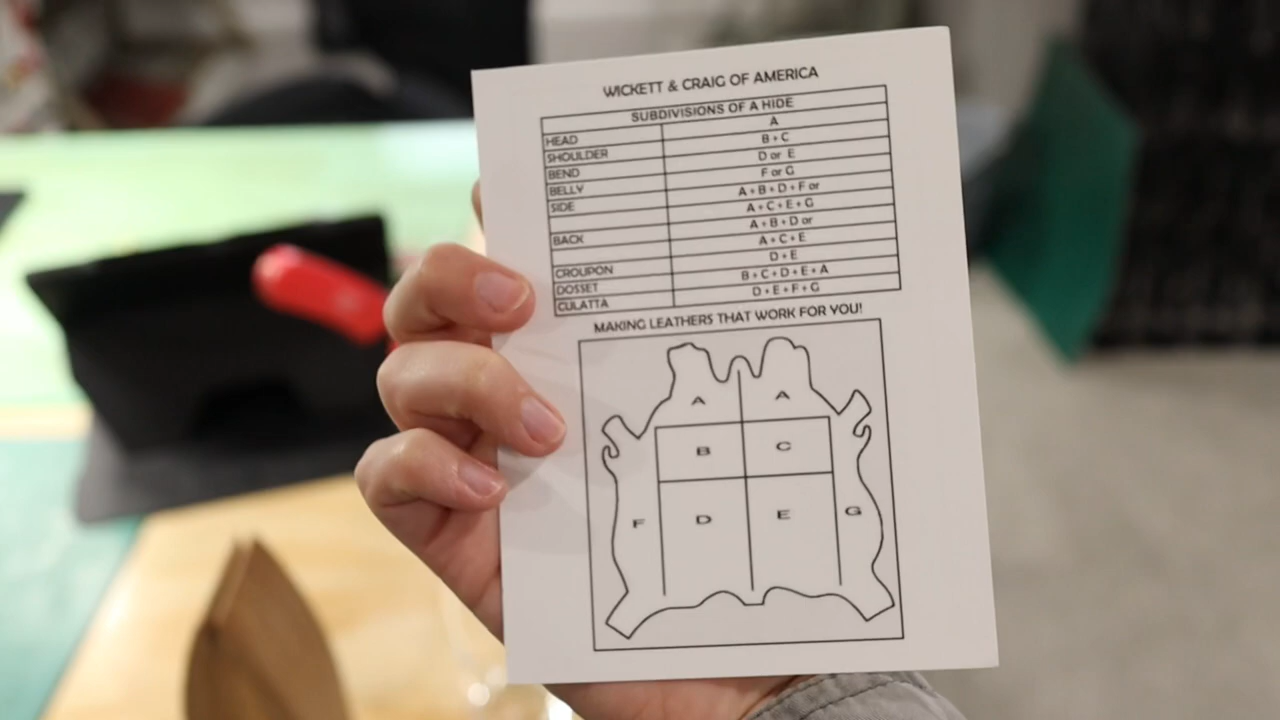 WICKETT & CRAIG OF AMERICA
SUBDIVISIONS OF A HIDE
HEAD A
SHOULDER B + C
BEND D or E
BELLY F or G
SIDE A + B + D + F or
A + C + E + G
BACK A + B + D or
A + C + E
CROUPON D + E
DOSSET B + C + D + E + A
CULATTA D + E + F + G
MAKING LEATHERS THAT WORK FOR YOU!
A A
B C
F D E G